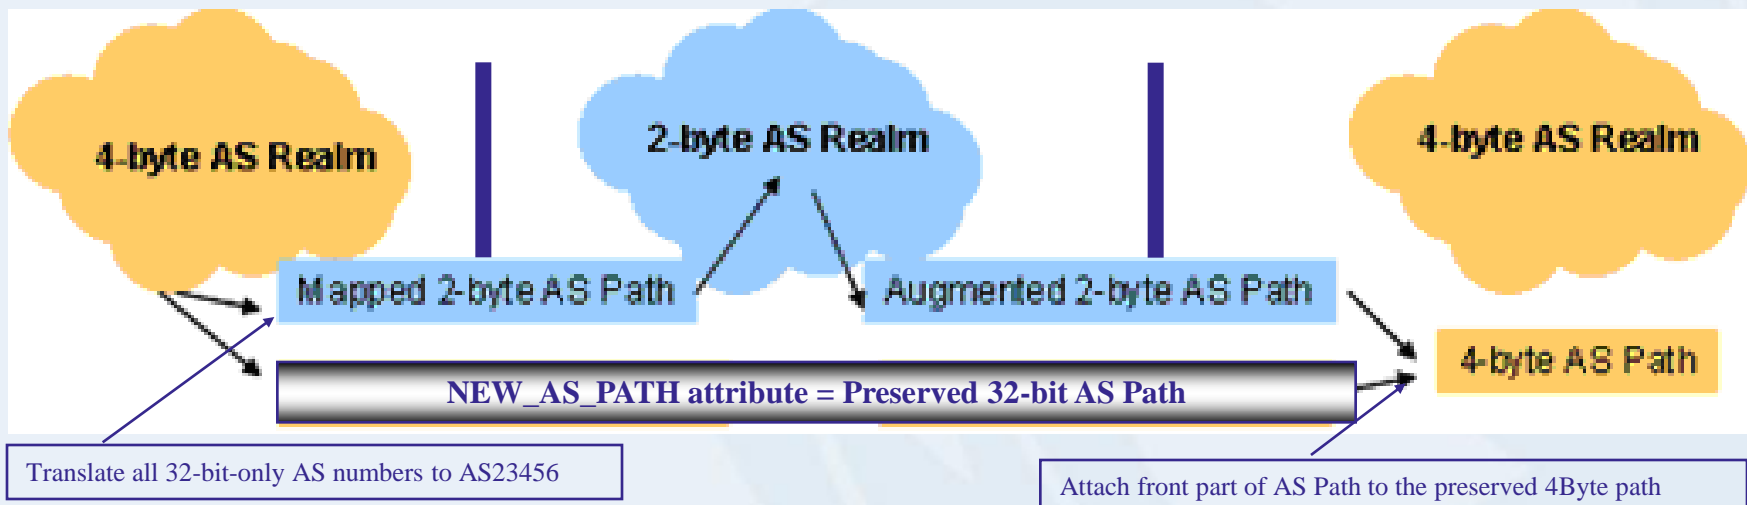 4-byte AS Realm
2-byte AS Realm
4-byte AS Realm
Mapped 2-byte AS Path
Augmented 2-byte AS Path
4-byte AS Path
NEW_AS_PATH attribute = Preserved 32-bit AS Path
Translate all 32-bit-only AS numbers to AS23456
Attach front part of AS Path to the preserved 4Byte path